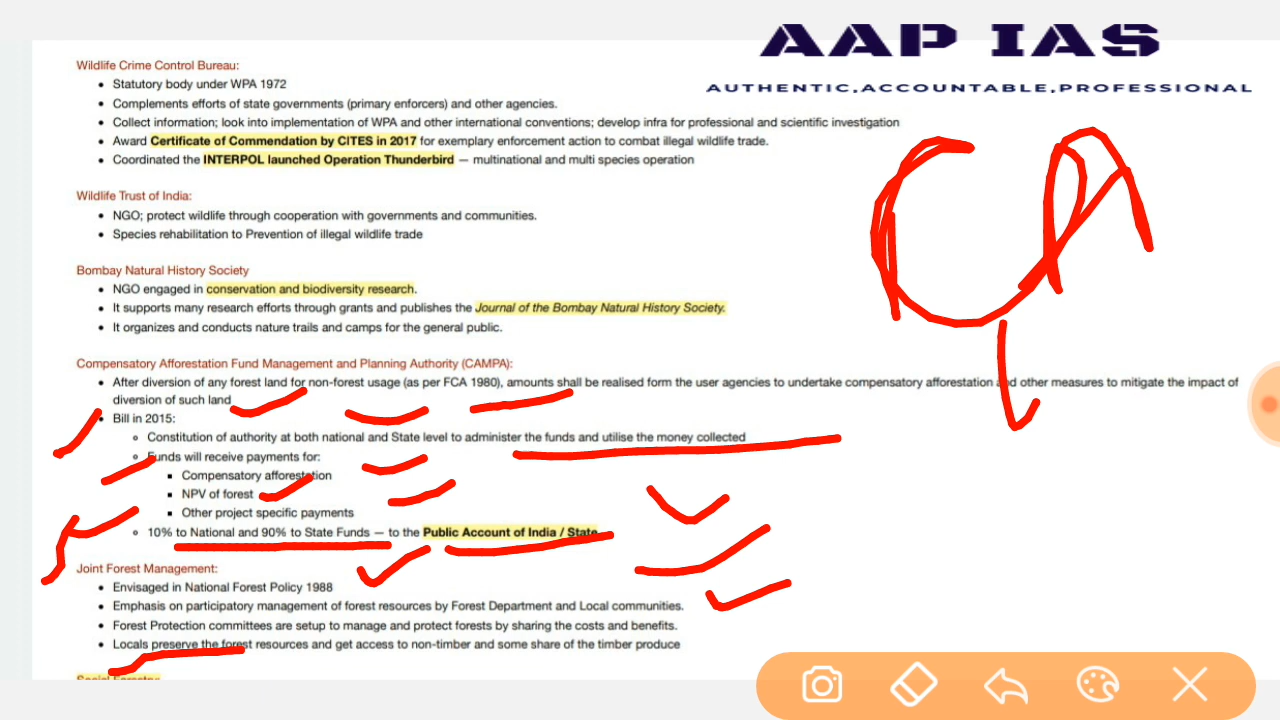 AAP IAS
AUTHENTIC,ACCOUNTABLE,PROFESSIONAL
Wildlife Crime Control Bureau:
• Statutory body under WPA 1972
• Complements efforts of state governments (primary enforcers) and other agencies.
• Collect information; look into implementation of WPA and other international conventions; develop infra for professional and scientific investigation
• Award Certificate of Commendation by CITES in 2017 for exemplary enforcement action to combat illegal wildlife trade.
• Coordinated the INTERPOL launched Operation Thunderbird — multinational and multi species operation
Wildlife Trust of India:
• NGO; protect wildlife through cooperation with governments and communities.
• Species rehabilitation to Prevention of illegal wildlife trade
Bombay Natural History Society
• NGO engaged in conservation and biodiversity research.
• It supports many research efforts through grants and publishes the Journal of the Bombay Natural History Society.
• It organizes and conducts nature trails and camps for the general public.
Compensatory Afforestation Fund Management and Planning Authority (CAMPA):
• After diversion of any forest land for non-forest usage (as per FCA 1980), amounts shall be realised form the user agencies to undertake compensatory afforestation and other measures to mitigate the impact of
diversion of such land
• Bill in 2015:
◦ Constitution of authority at both national and State level to administer the funds and utilise the money collected
◦ Funds will receive payments for:
▪ Compensatory afforestation
▪ NPV of forest
▪ Other project specific payments
◦ 10% to National and 90% to State Funds — to the Public Account of India / State
Joint Forest Management:
• Envisaged in National Forest Policy 1988
• Emphasis on participatory management of forest resources by Forest Department and Local communities.
• Forest Protection committees are setup to manage and protect forests by sharing the costs and benefits.
• Locals preserve the forest resources and get access to non-timber and some share of the timber produce
Social Forestry: